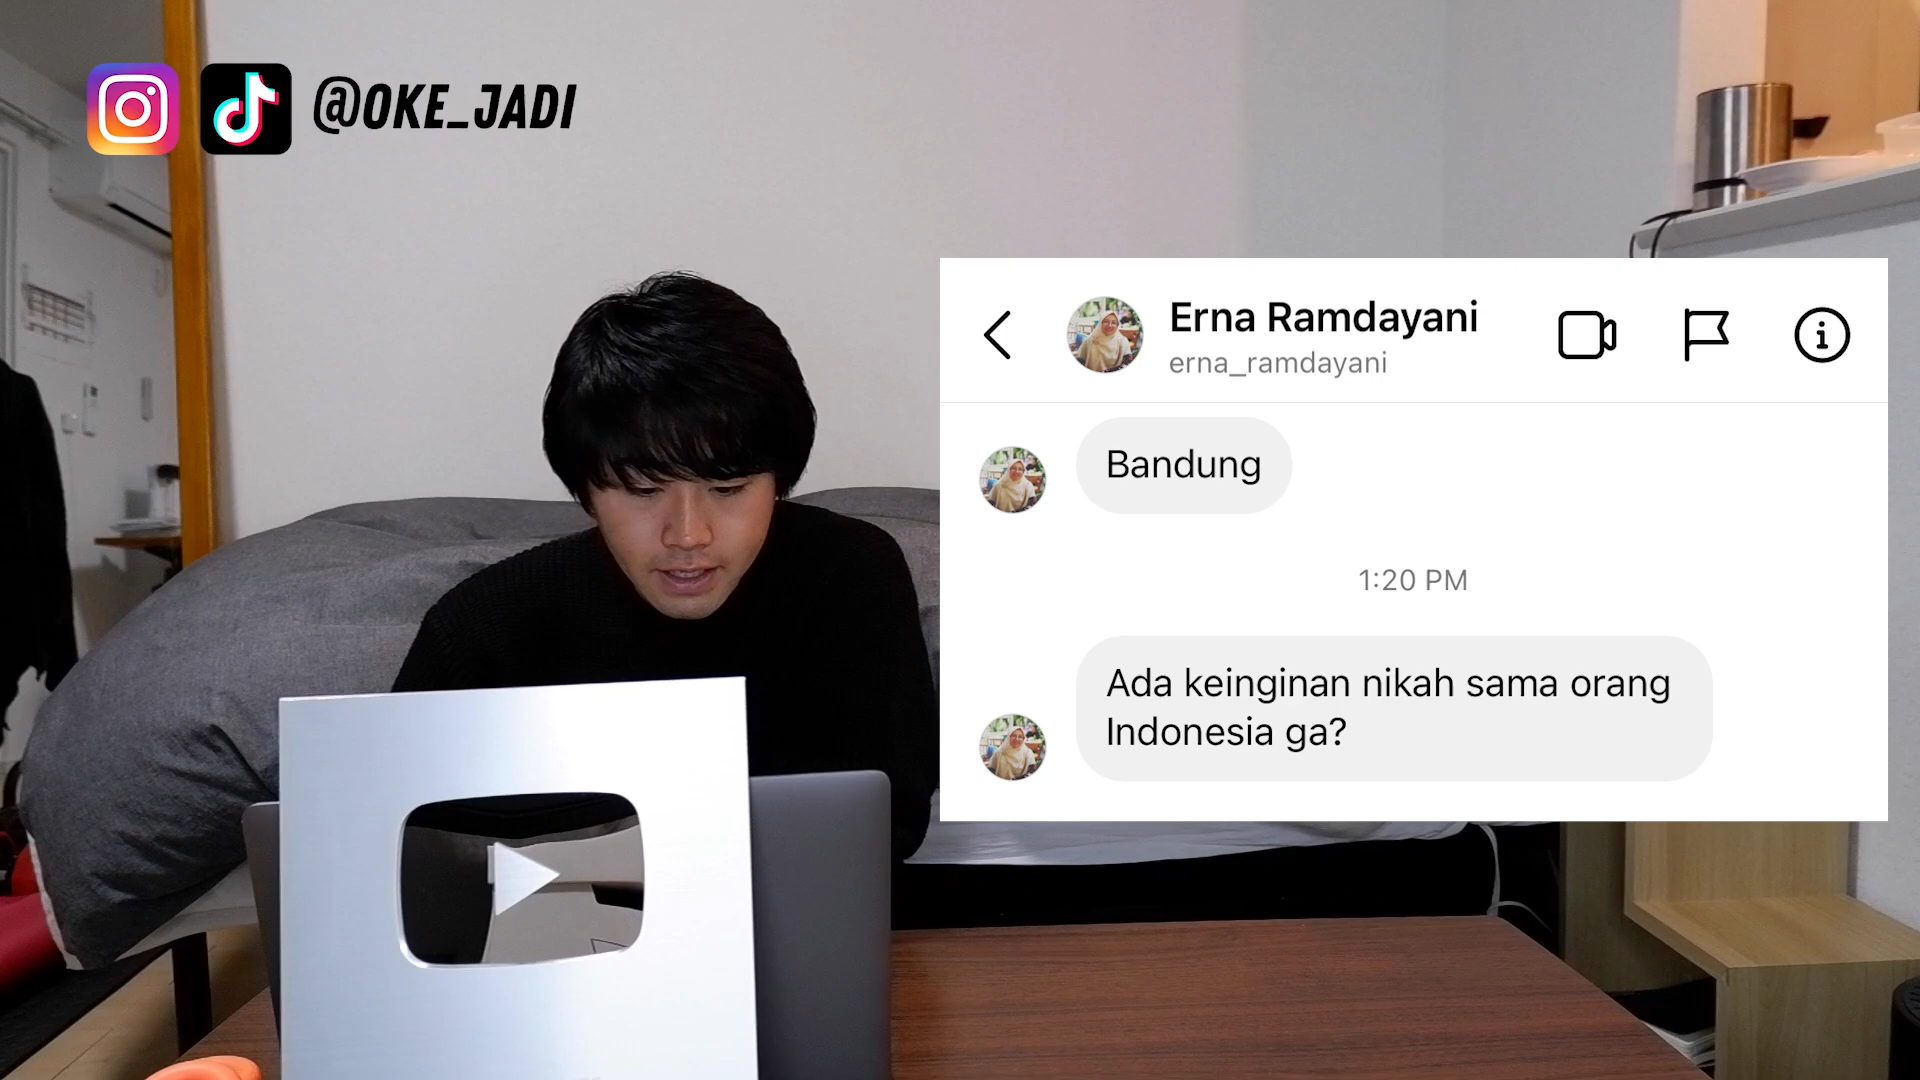 @OKE_JADI
Erna Ramdayani
erna_ramdayani
Bandung
1:20 PM
Ada keinginan nikah sama orang
Indonesia ga?